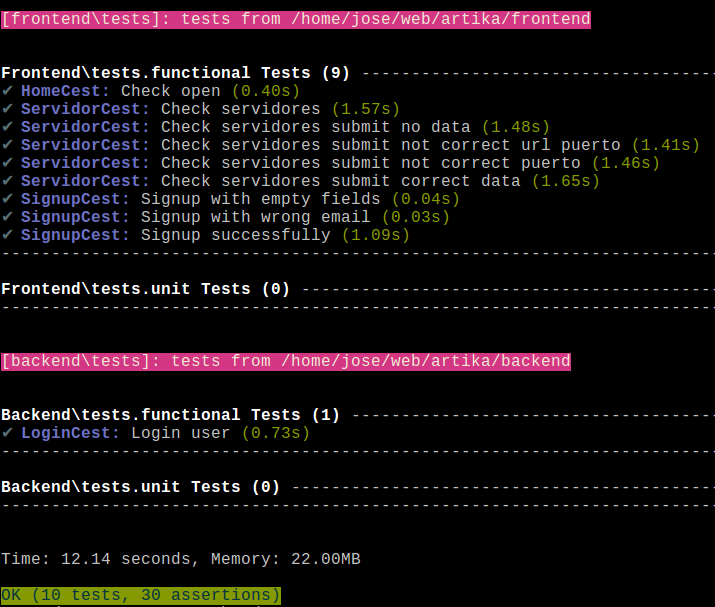 [frontend\tests]: tests from /home/jose/web/artika/frontend
Frontend\tests.functional Tests (9) ------------------------------------
✔ HomeCest: Check open (0.40s)
✔ ServidorCest: Check servidores (1.57s)
✔ ServidorCest: Check servidores submit no data (1.48s)
✔ ServidorCest: Check servidores submit not correct url puerto (1.41s)
✔ ServidorCest: Check servidores submit not correct puerto (1.46s)
✔ ServidorCest: Check servidores submit correct data (1.65s)
✔ SignupCest: Signup with empty fields (0.04s)
✔ SignupCest: Signup with wrong email (0.03s)
✔ SignupCest: Signup successfully (1.09s)
------------------------------------------------------------------------
Frontend\tests.unit Tests (0) ------------------------------------------
------------------------------------------------------------------------
[backend\tests]: tests from /home/jose/web/artika/backend
Backend\tests.functional Tests (1) -------------------------------------
✔ LoginCest: Login user (0.73s)
------------------------------------------------------------------------
Backend\tests.unit Tests (0) -------------------------------------------
------------------------------------------------------------------------
Time: 12.14 seconds, Memory: 22.00MB
OK (10 tests, 30 assertions)